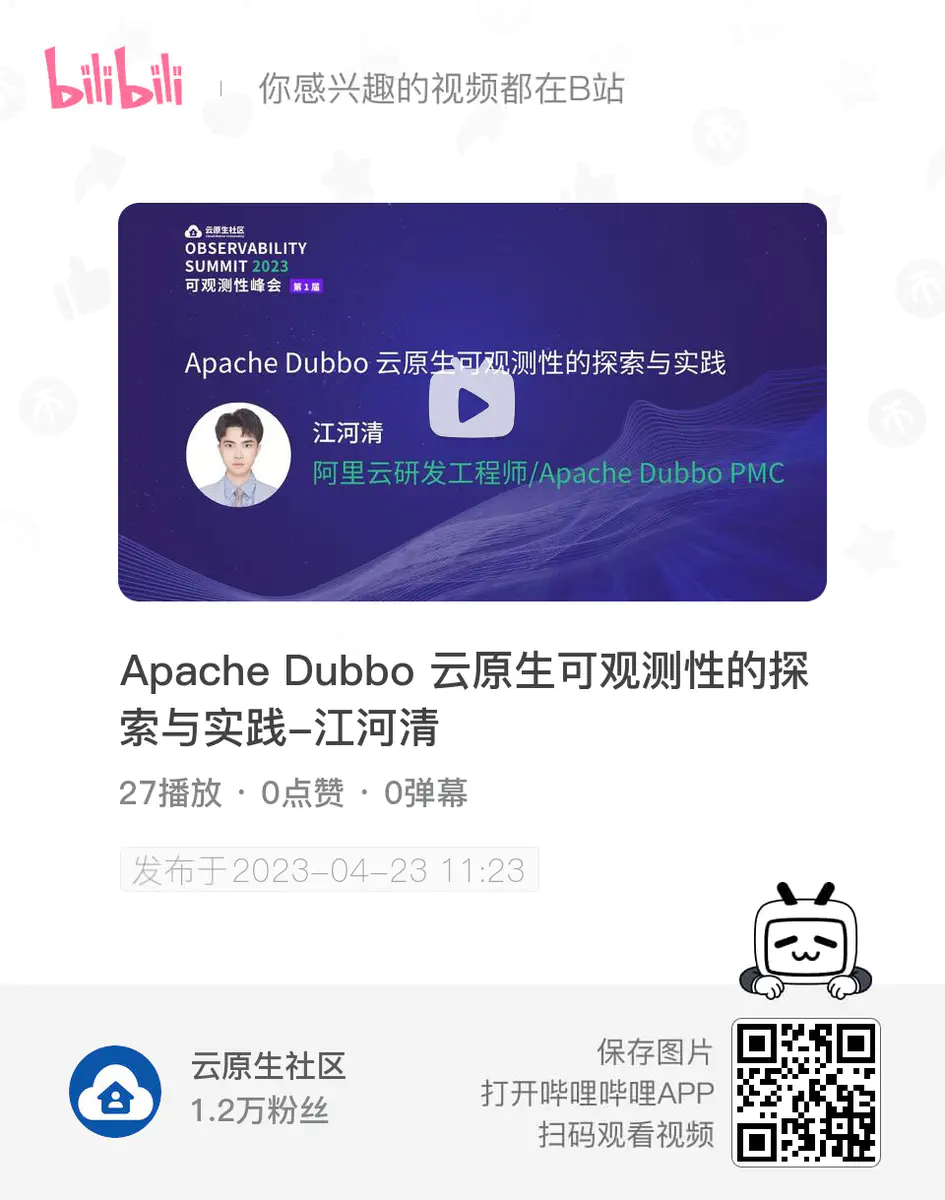 bilibili
你感兴趣的视频都在B站
云原生社区
OBSERVABILITY
SUMMIT 2023
可观测性峰会 第1届
Apache Dubbo 云原生可观测性的探索与实践
江河清
阿里云研发工程师/Apache Dubbo PMC
Apache Dubbo 云原生可观测性的探
索与实践-江河清
27播放 · 0点赞 · 0弹幕
发布于2023-04-23 11:23
云原生社区
1.2万粉丝
保存图片
打开哔哩哔哩APP
扫码观看视频